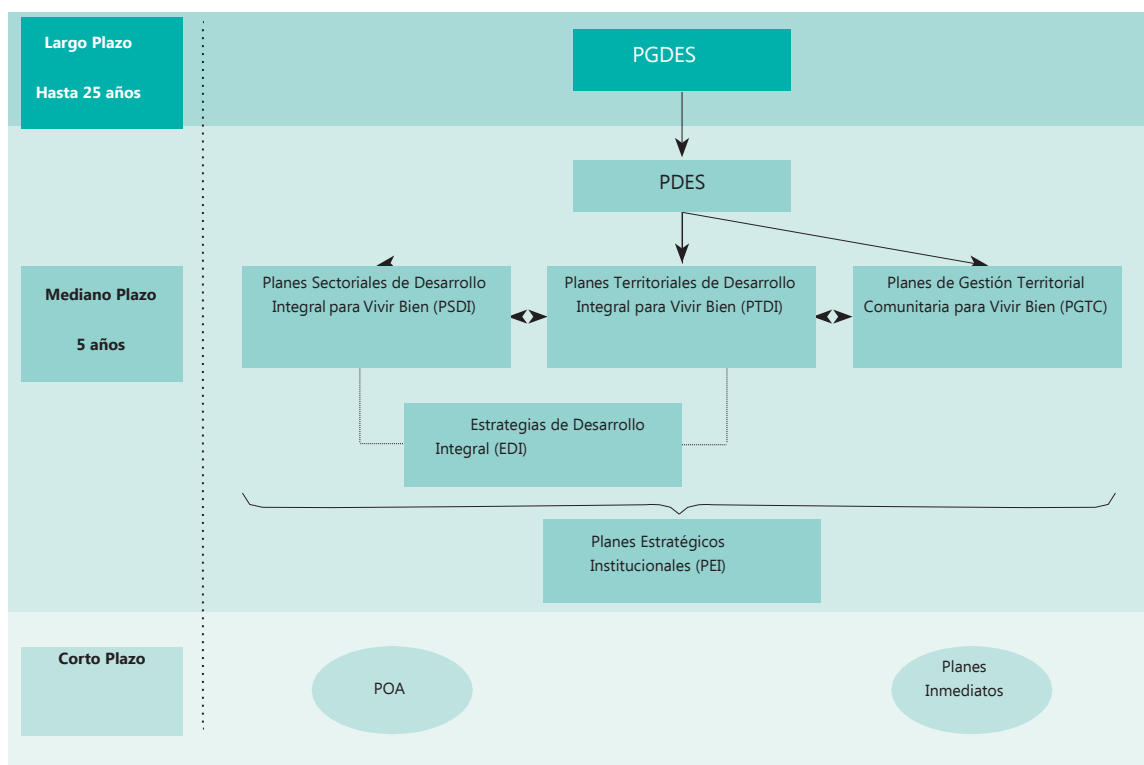 Largo Plazo
Hasta 25 años
PGDES
PDES
Mediano Plazo
5 años
Planes Sectoriales de Desarrollo
Integral para Vivir Bien (PSDI)
Planes Territoriales de Desarrollo
Integral para Vivir Bien (PTDI)
Planes de Gestión Territorial
Comunitaria para Vivir Bien (PGTC)
Estrategias de Desarrollo
Integral (EDI)
Planes Estratégicos
Institucionales (PEI)
Corto Plazo
POA
Planes
Inmediatos